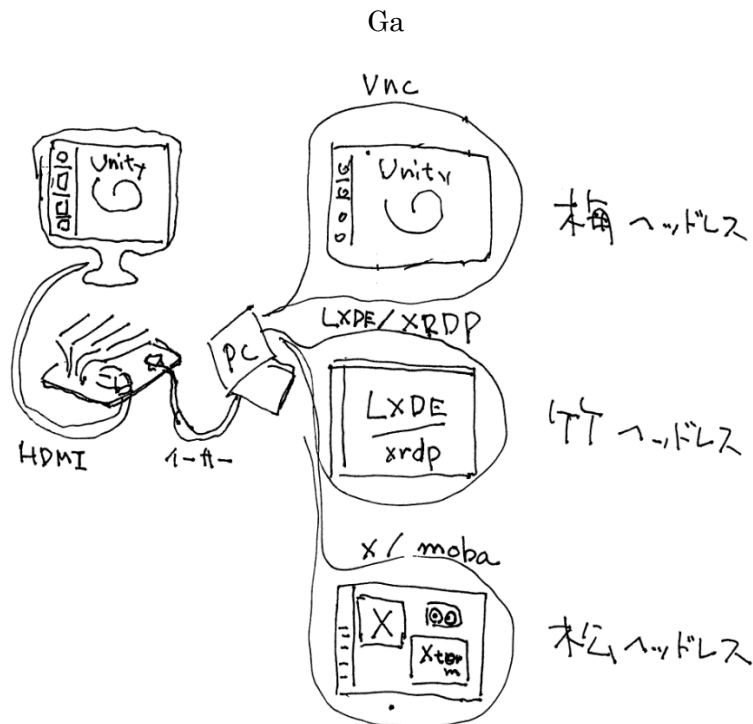 Ga
Vnc
Unity
Unity
梅 ヘッドレス
LXDE/XRDP
PC
LXDE
xrdp
竹 ヘッドレス
HDMI
イーサー
X / moba
X
Xterm
松 ヘッドレス